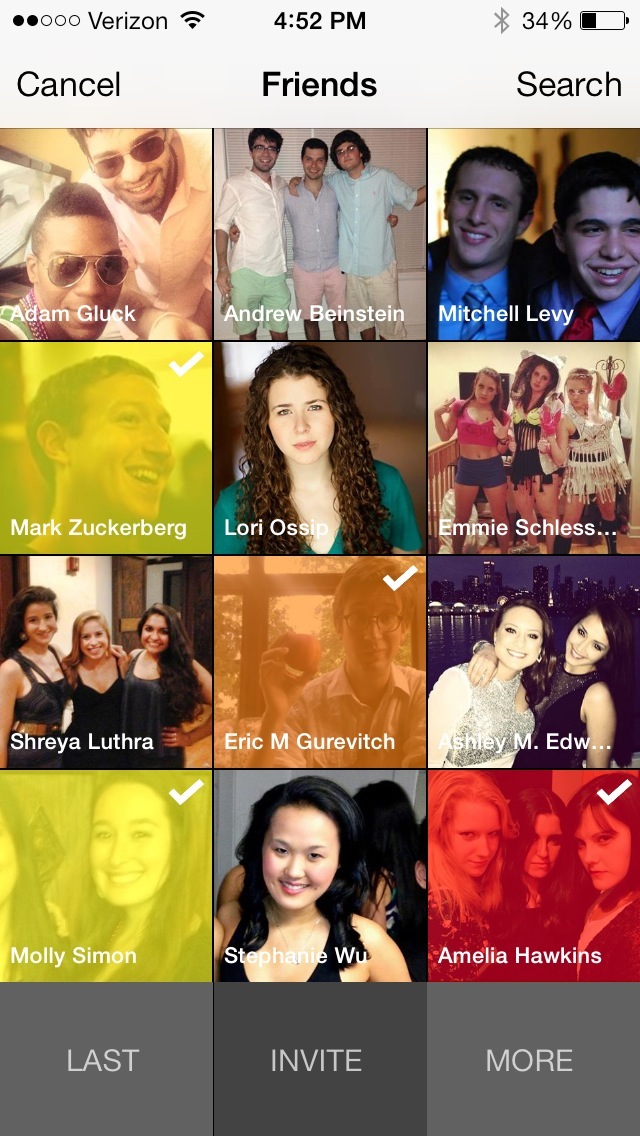 Verizon 4:52 PM 34%
Cancel Friends Search
Adam Gluck Andrew Beinstein Mitchell Levy
Mark Zuckerberg Lori Ossip Emmie Schless...
Shreya Luthra Eric M Gurevitch Ashley M. Edw...
Molly Simon Stephanie Wu Amelia Hawkins
LAST INVITE MORE